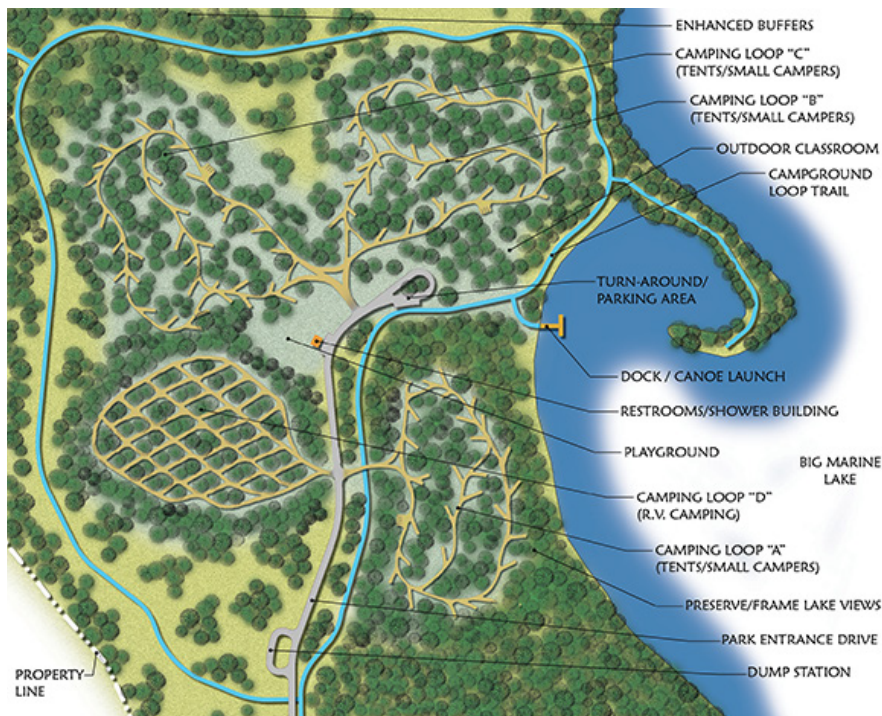 ENHANCED BUFFERS
CAMPING LOOP "C"
(TENTS/SMALL CAMPERS)
CAMPING LOOP "B"
(TENTS/SMALL CAMPERS)
OUTDOOR CLASSROOM
CAMPGROUND
LOOP TRAIL
TURN-AROUND/
PARKING AREA
DOCK / CANOE LAUNCH
RESTROOMS/SHOWER BUILDING
PLAYGROUND
BIG MARINE
LAKE
CAMPING LOOP "D"
(R.V. CAMPING)
CAMPING LOOP "A"
(TENTS/SMALL CAMPERS)
PRESERVE/FRAME LAKE VIEWS
PARK ENTRANCE DRIVE
DUMP STATION
PROPERTY
LINE